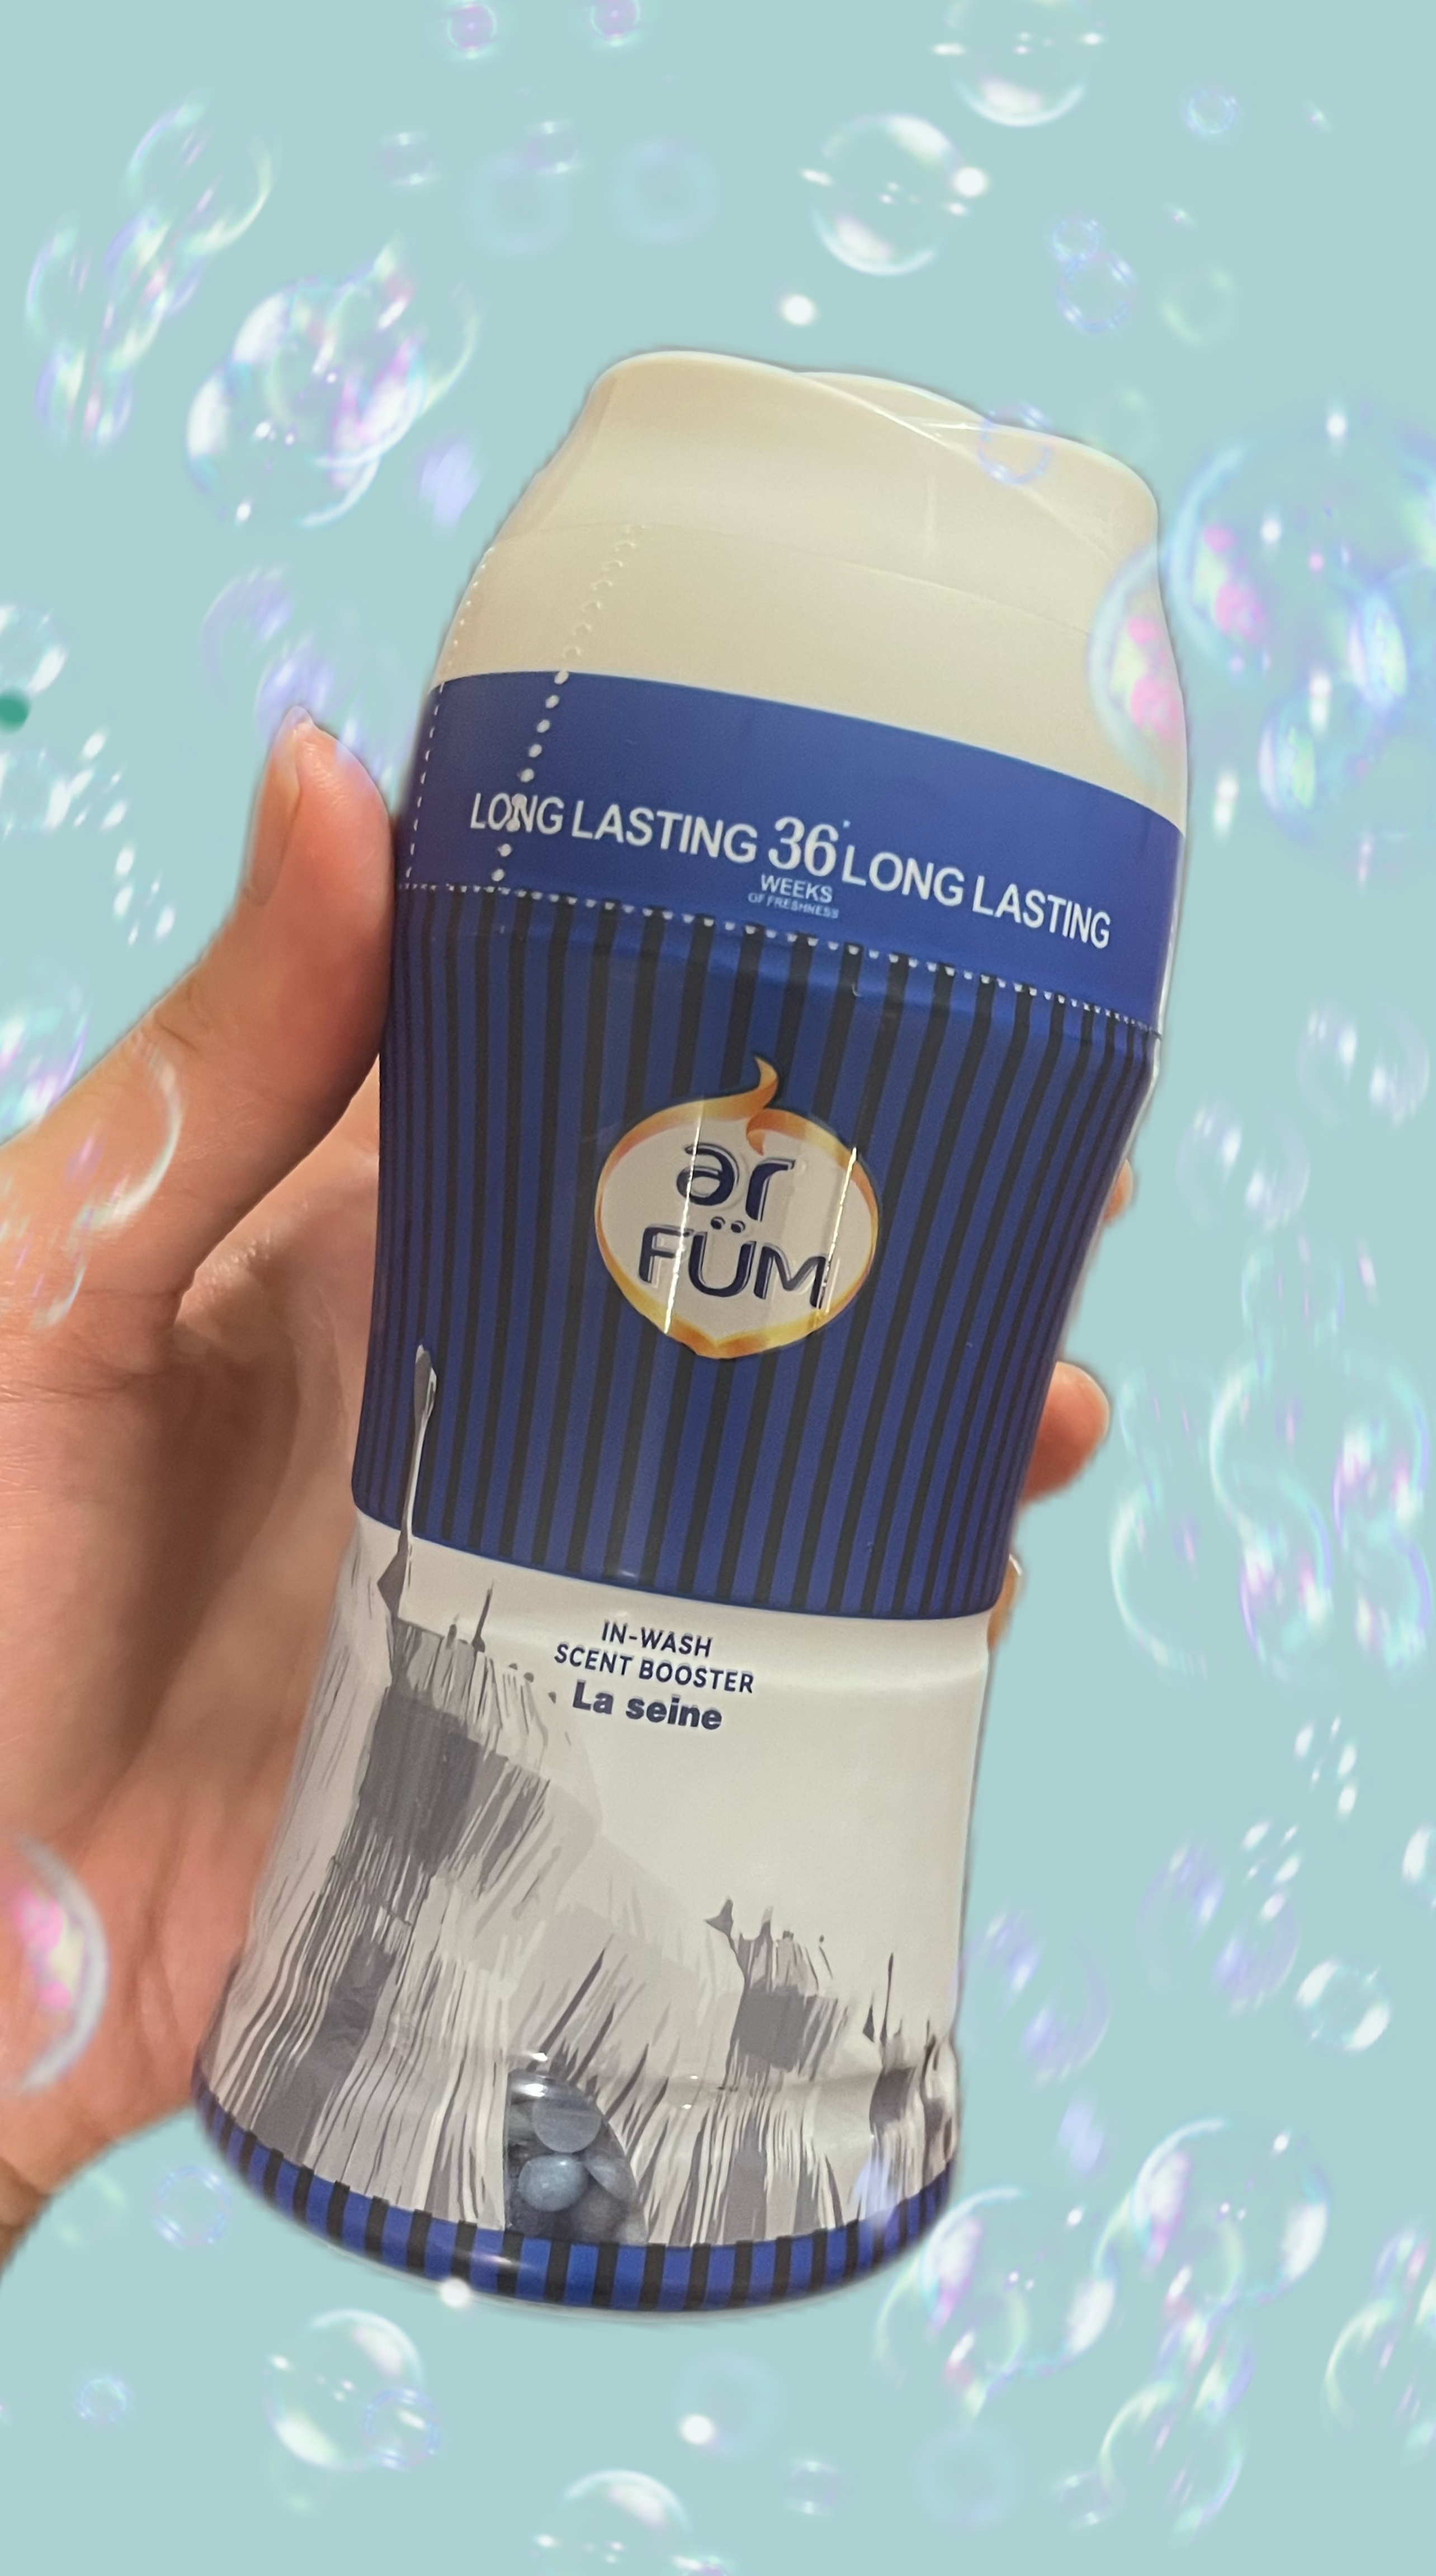 LONG LASTING 36 LONG LASTING
WEEKS
OF FRESHNESS
ar
FÜM
IN-WASH
SCENT BOOSTER
La seine